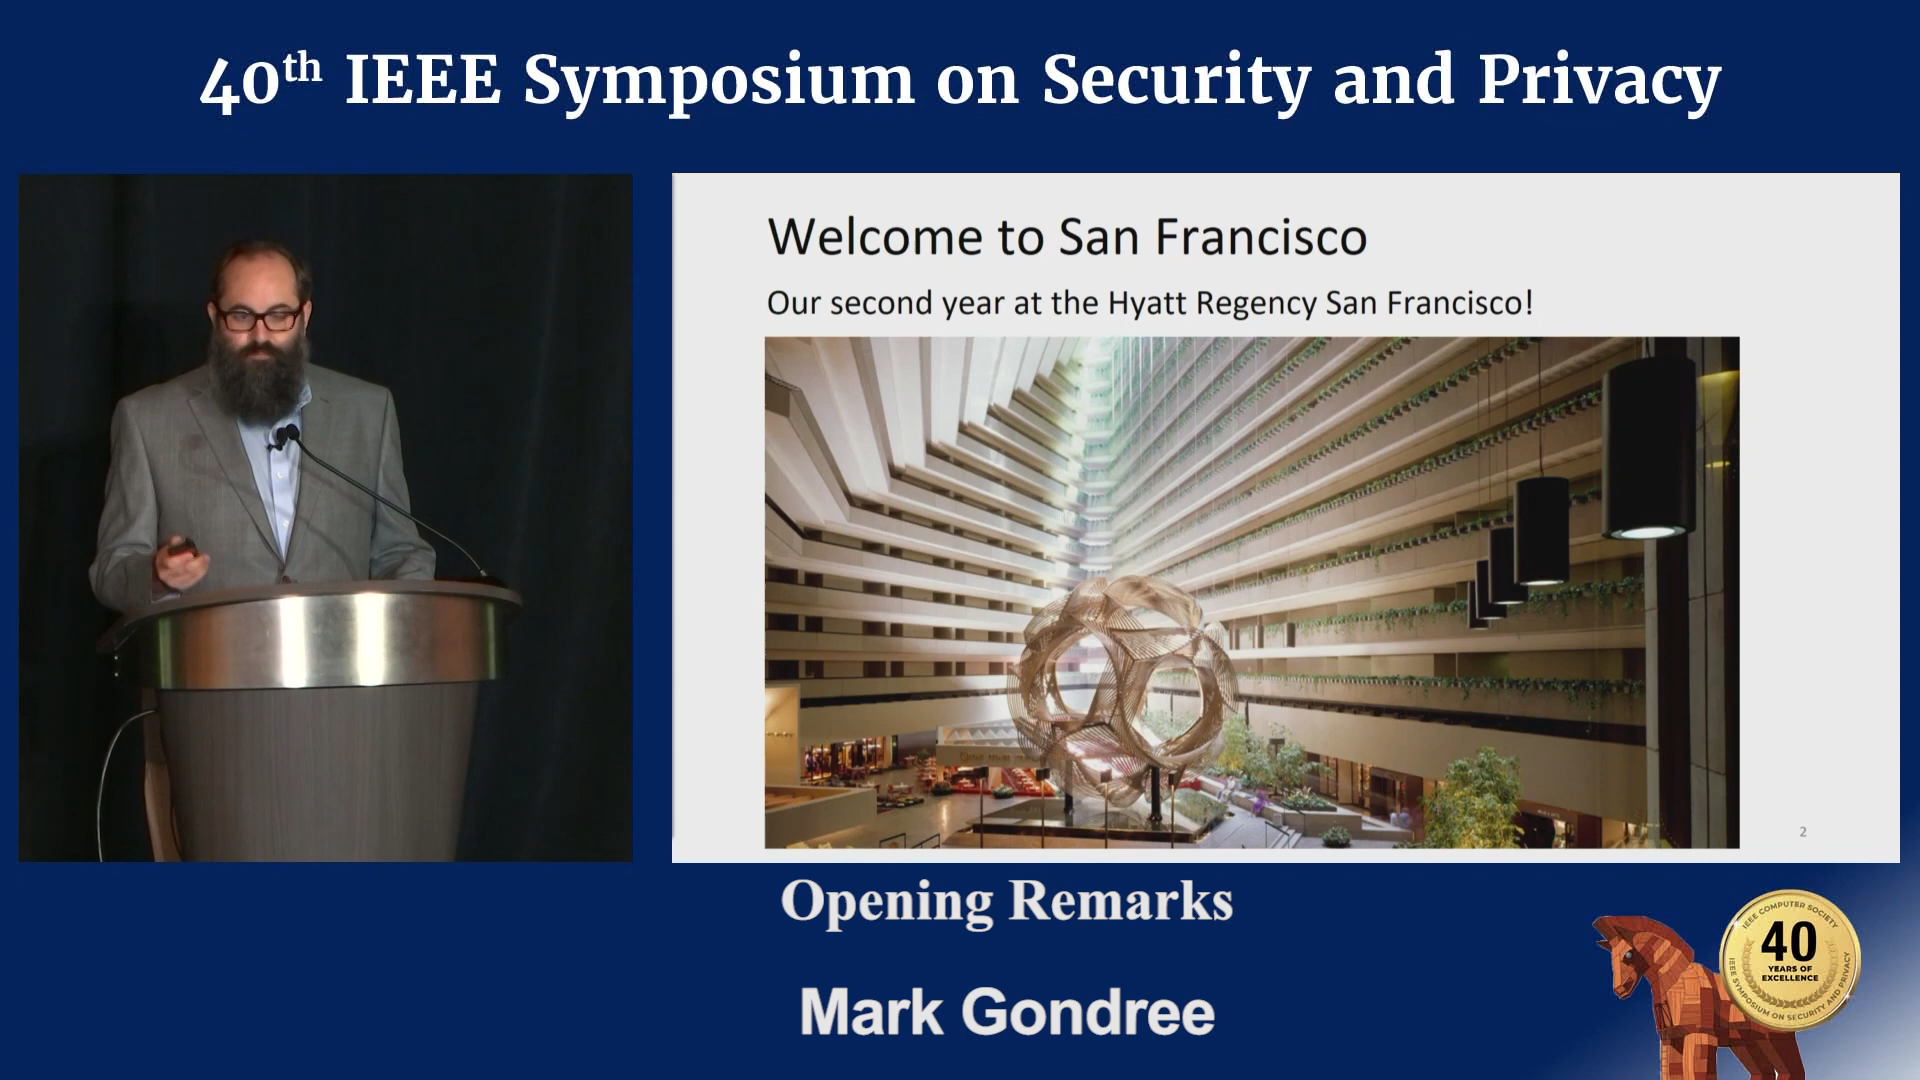 40th IEEE Symposium on Security and Privacy
Welcome to San Francisco
Our second year at the Hyatt Regency San Francisco!
2
Opening Remarks
Mark Gondree
IEEE COMPUTER SOCIETY
40
YEARS OF
EXCELLENCE
IEEE SYMPOSIUM ON SECURITY AND PRIVACY